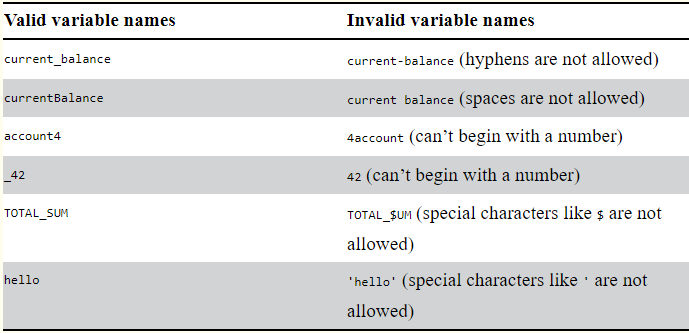 Valid variable names Invalid variable names
current_balance current-balance (hyphens are not allowed)
currentBalance current balance (spaces are not allowed)
account4 4account (can’t begin with a number)
_42 42 (can’t begin with a number)
TOTAL_SUM TOTAL_$UM (special characters like $ are not
allowed)
hello 'hello' (special characters like ' are not
allowed)